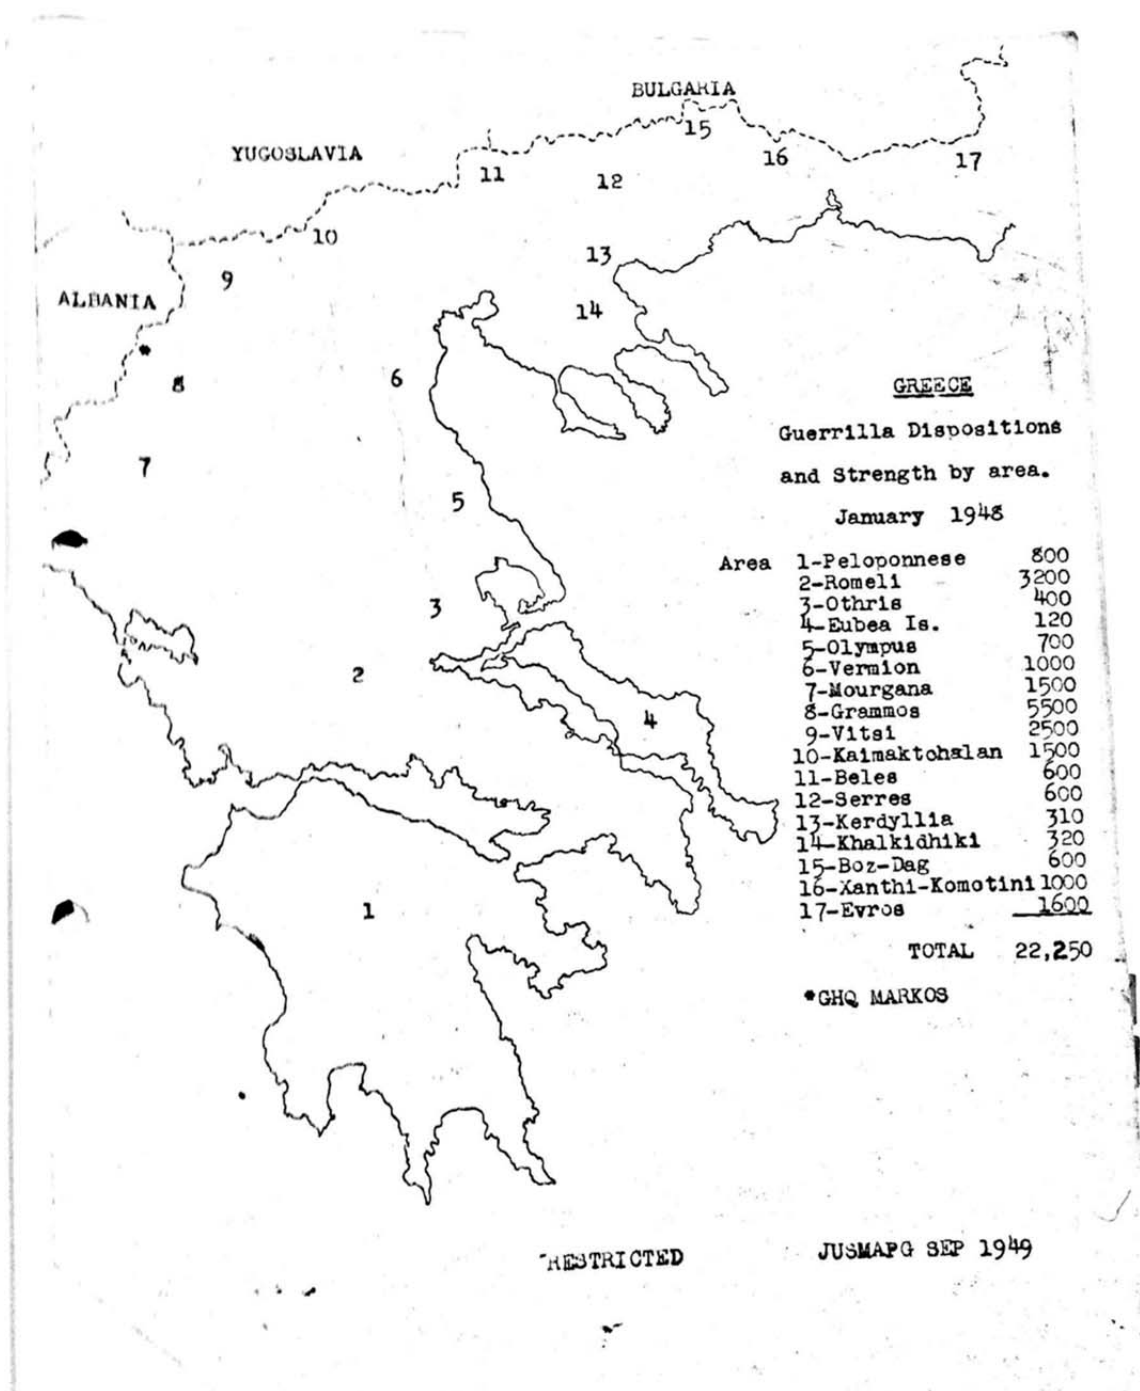 BULGARIA
15
YUGOSLAVIA
16
17
11
12
10
13
9
ALBANIA
14
*
8
6
GREECE
Guerrilla Dispositions
7
and Strength by area.
5
January 1948
Area 1-Peloponnese 800
2-Romeli 3200
3-Othris 400
3
4-Eubea Is. 120
5-Olympus 700
6-Vermion 1000
2
7-Mourgana 1500
8-Grammos 5500
4
9-Vitsi 2500
10-Kaimaktchalan 1500
11-Beles 600
12-Serres 600
13-Kerdyllia 310
14-Khalkidhiki 320
15-Boz-Dag 600
16-Xanthi-Komotini 1000
17-Evros 1600
1
TOTAL 22,250
*GHQ MARKOS
RESTRICTED JUSMAPG SEP 1949